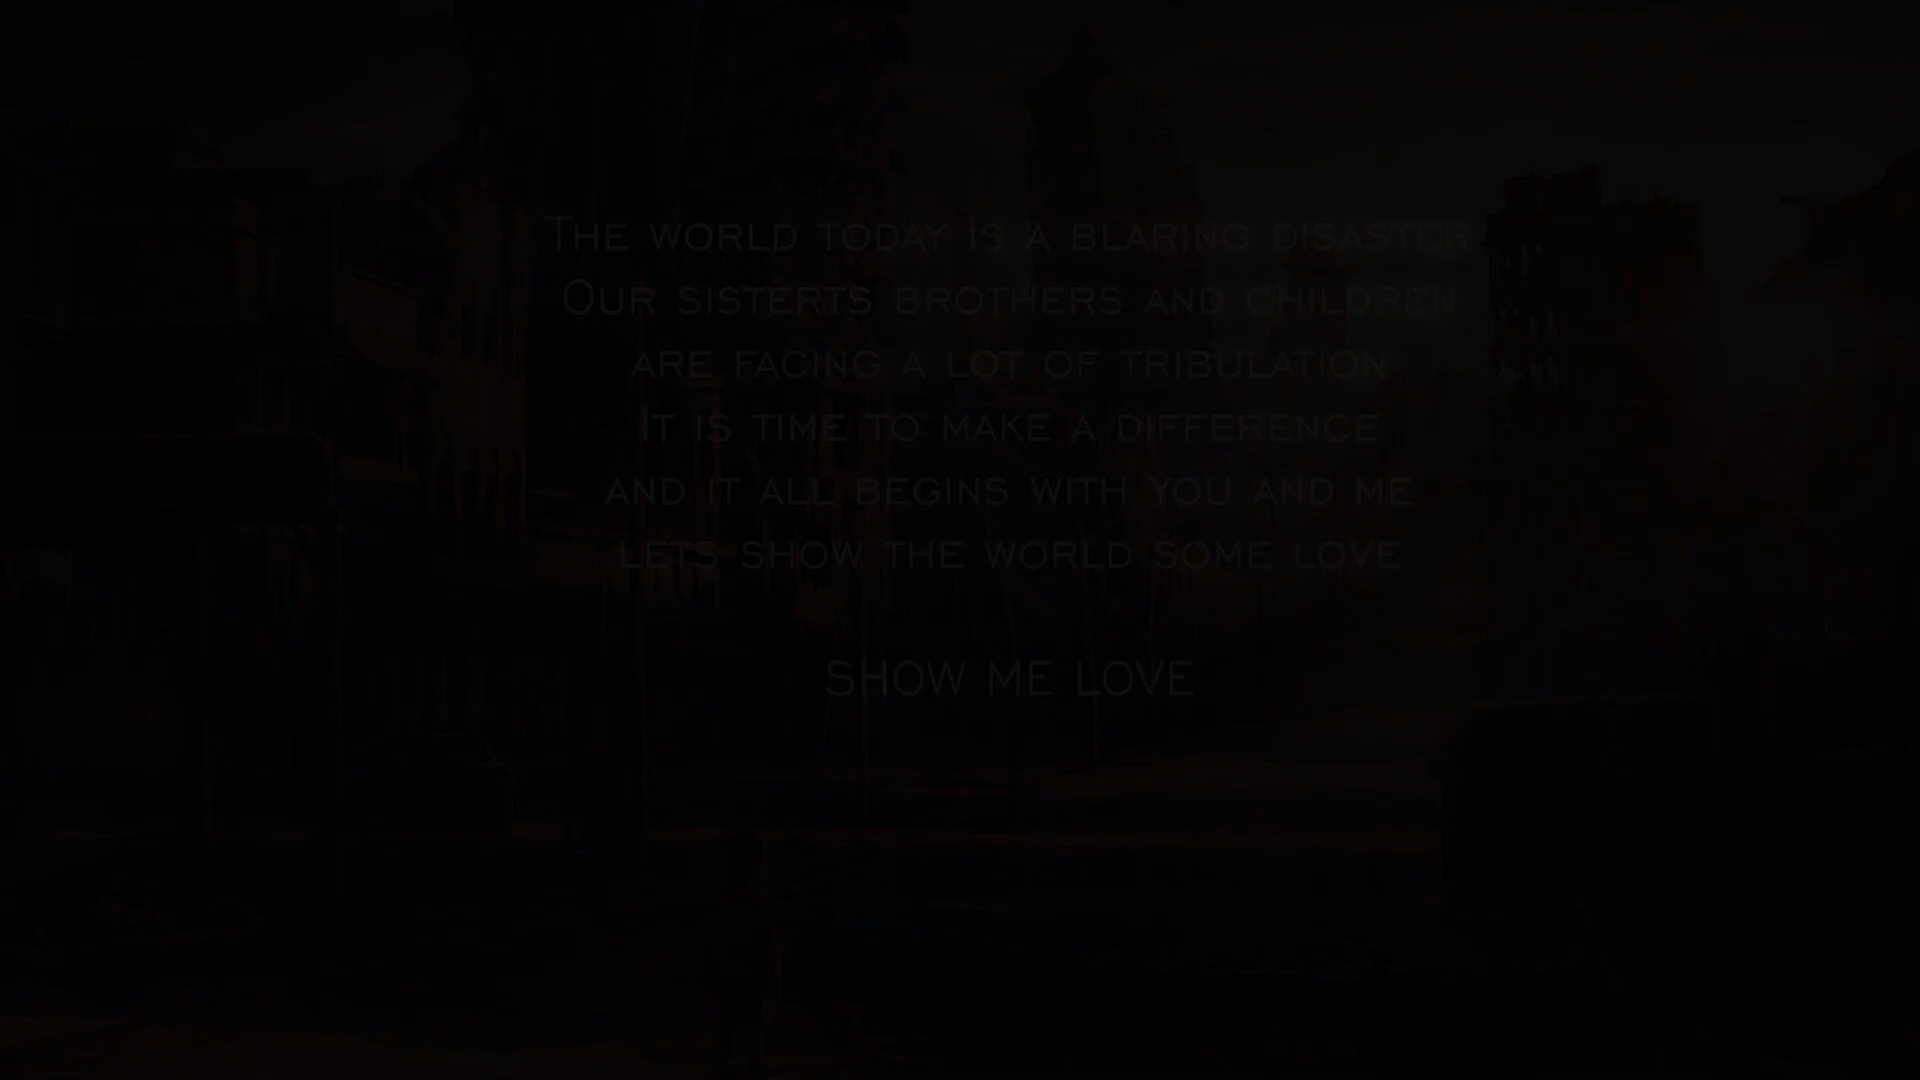 The world today Is a blaring disaster
Our sisterts brothers and children
are facing a lot of tribulation
It is time to make a difference
and it all begins with you and me
lets show the world some love
SHOW ME LOVE